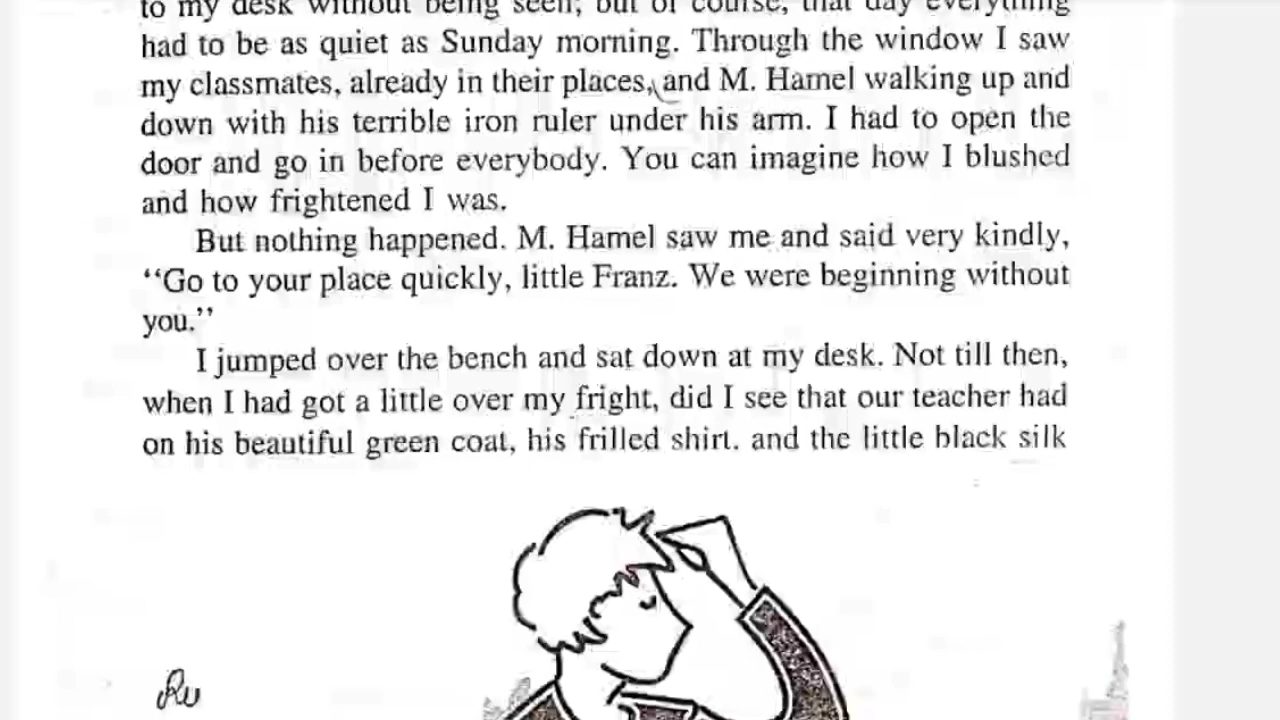 to my desk without being seen; but of course, that day everything
had to be as quiet as Sunday morning. Through the window I saw
my classmates, already in their places, and M. Hamel walking up and
down with his terrible iron ruler under his arm. I had to open the
door and go in before everybody. You can imagine how I blushed
and how frightened I was.
But nothing happened. M. Hamel saw me and said very kindly,
“Go to your place quickly, little Franz. We were beginning without
you.”
I jumped over the bench and sat down at my desk. Not till then,
when I had got a little over my fright, did I see that our teacher had
on his beautiful green coat, his frilled shirt. and the little black silk